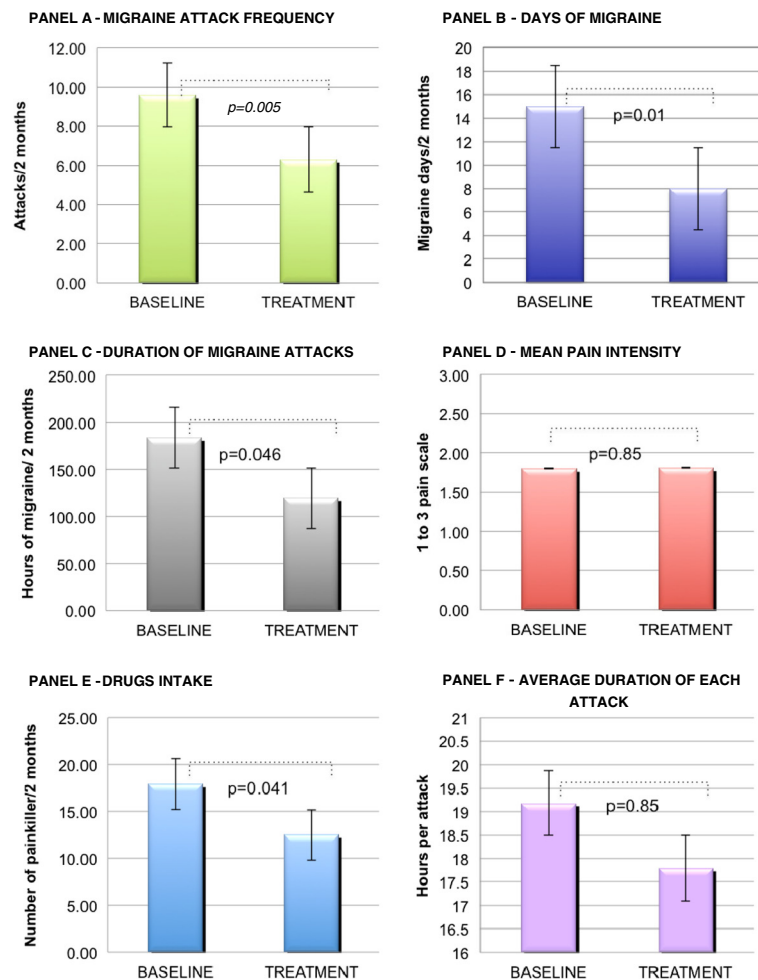 PANEL A - MIGRAINE ATTACK FREQUENCY
12.00
10.00
8.00
6.00
4.00
2.00
0.00
Attacks/2 months
p=0.005
BASELINE TREATMENT
PANEL B - DAYS OF MIGRAINE
20
18
16
14
12
10
8
6
4
2
0
Migraine days/2 months
p=0.01
BASELINE TREATMENT
PANEL C - DURATION OF MIGRAINE ATTACKS
250.00
200.00
150.00
100.00
50.00
0.00
Hours of migraine/ 2 months
p=0.046
BASELINE TREATMENT
PANEL D - MEAN PAIN INTENSITY
3.00
2.50
2.00
1.50
1.00
0.50
0.00
1 to 3 pain scale
p=0.85
BASELINE TREATMENT
PANEL E - DRUGS INTAKE
25.00
20.00
15.00
10.00
5.00
0.00
Number of painkiller/2 months
p=0.041
BASELINE TREATMENT
PANEL F - AVERAGE DURATION OF EACH
ATTACK
21
20.5
20
19.5
19
18.5
18
17.5
17
16.5
16
Hours per attack
p=0.85
BASELINE TREATMENT